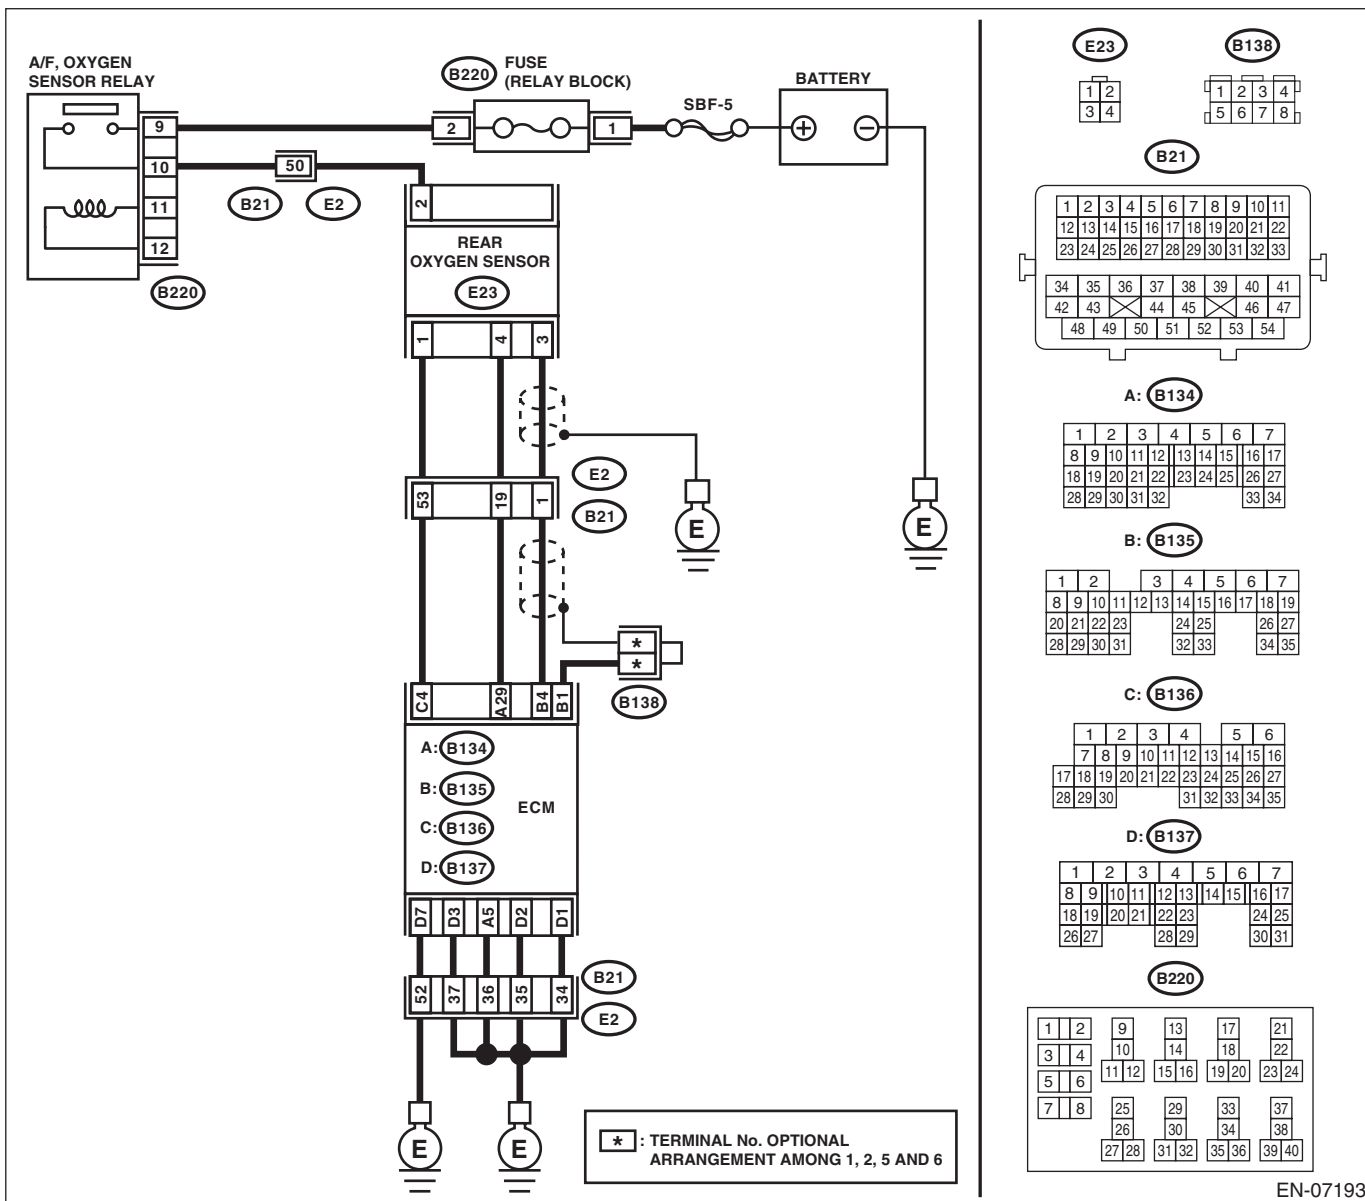 A/F, OXYGEN
SENSOR RELAY
9
10
11
12
B220
B21
50
E2
B220
FUSE
(RELAY BLOCK)
2
1
SBF-5
BATTERY
+
−
2
REAR
OXYGEN SENSOR
E23
1 4 3
E2
53 19 1
B21
E
E
*
*
B138
C4 A29 B4 B1
A: B134
B: B135
ECM
C: B136
D: B137
D7 D3 A5 D2 D1
B21
52 37 36 35 34
E2
E
E
* : TERMINAL No. OPTIONAL
ARRANGEMENT AMONG 1, 2, 5 AND 6
E23
1 2
3 4
B138
1 2 3 4
5 6 7 8
B21
1 2 3 4 5 6 7 8 9 10 11
12 13 14 15 16 17 18 19 20 21 22
23 24 25 26 27 28 29 30 31 32 33
34 35 36 37 38 39 40 41
42 43 44 45 46 47
48 49 50 51 52 53 54
A: B134
1 2 3 4 5 6 7
8 9 10 11 12 13 14 15 16 17
18 19 20 21 22 23 24 25 26 27
28 29 30 31 32 33 34
B: B135
1 2 3 4 5 6 7
8 9 10 11 12 13 14 15 16 17 18 19
20 21 22 23 24 25 26 27
28 29 30 31 32 33 34 35
C: B136
1 2 3 4 5 6
7 8 9 10 11 12 13 14 15 16
17 18 19 20 21 22 23 24 25 26 27
28 29 30 31 32 33 34 35
D: B137
1 2 3 4 5 6 7
8 9 10 11 12 13 14 15 16 17
18 19 20 21 22 23 24 25
26 27 28 29 30 31
B220
1 2 9 13 17 21
3 4 10 14 18 22
11 12 15 16 19 20 23 24
5 6
7 8 25 29 33 37
26 30 34 38
27 28 31 32 35 36 39 40
EN-07193